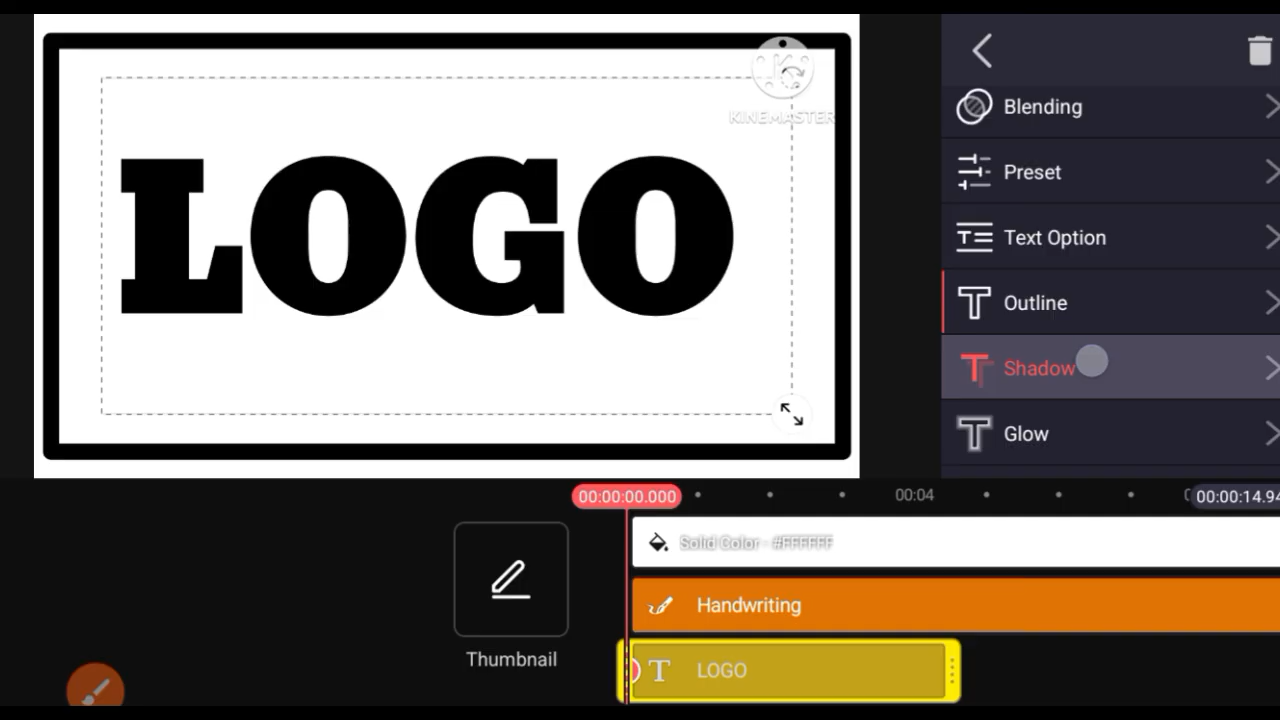 KINEMASTER
LOGO
Blending
Preset
Text Option
Outline
Shadow
Glow
00:00:00.000
00:04
00:00:14.94
Solid Color - #FFFFFF
Handwriting
LOGO
Thumbnail